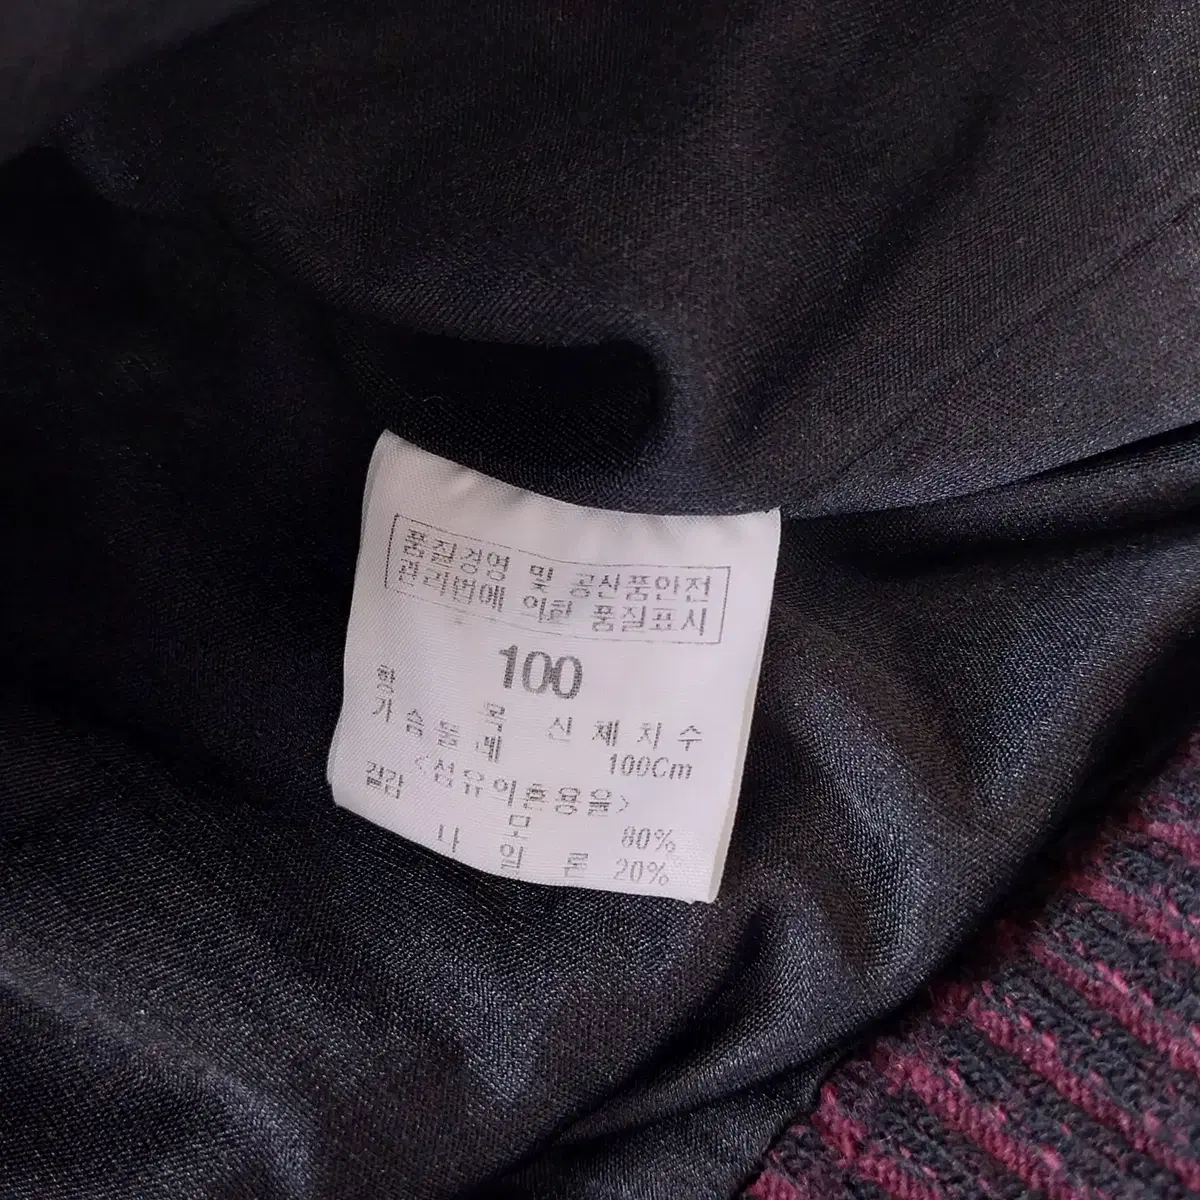 품질경영 및 공산품안전
관리법에 의한 품질표시
100
항 목 신 체 치 수
가 슴 둘 레 100Cm
<섬유의혼용율>
겉감 모 80%
나 일 론 20%